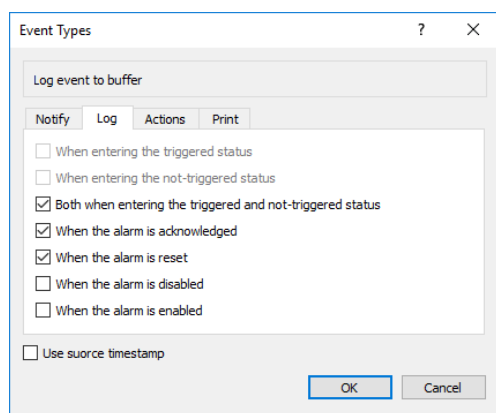 Event Types
?
Log event to buffer
Notify Log Actions Print
When entering the triggered status
When entering the not-triggered status
Both when entering the triggered and not-triggered status
When the alarm is acknowledged
When the alarm is reset
When the alarm is disabled
When the alarm is enabled
Use suorce timestamp
OK Cancel